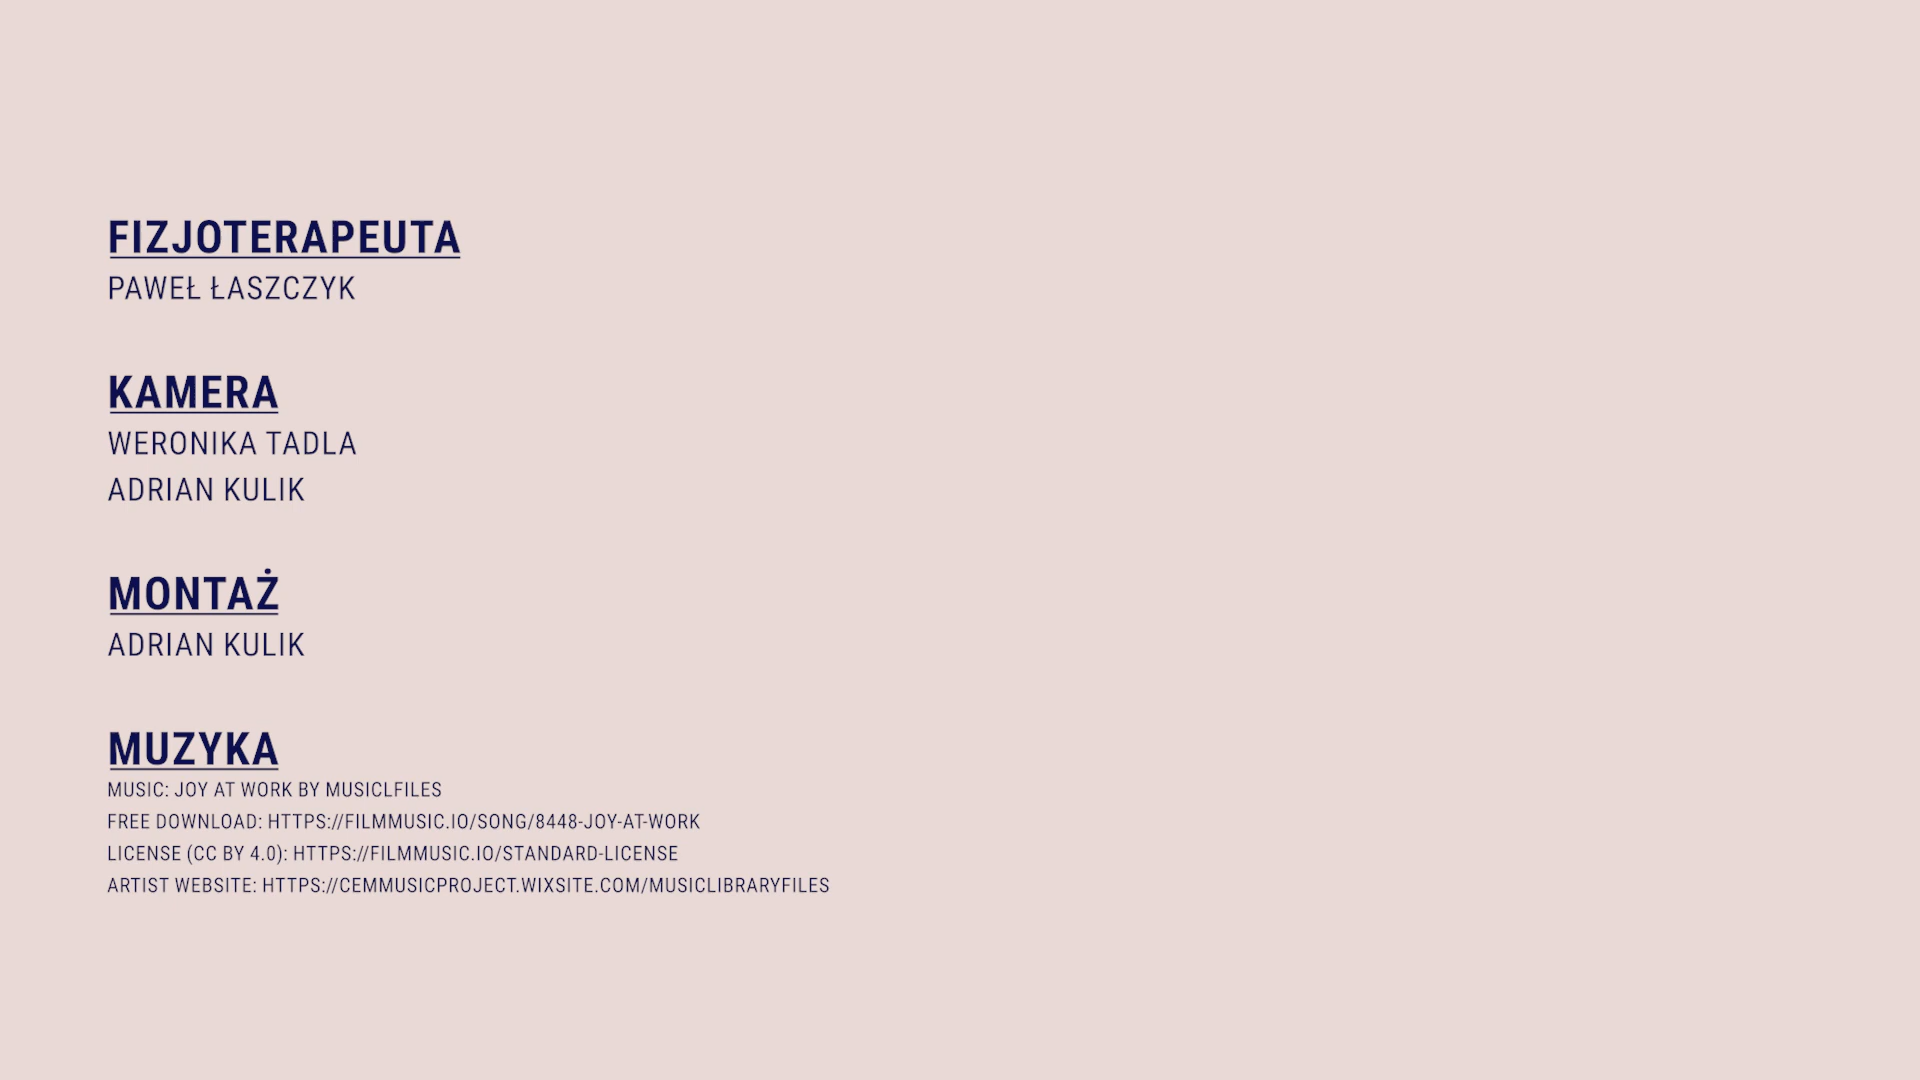 FIZJOTERAPEUTA
PAWEŁ ŁASZCZYK
KAMERA
WERONIKA TADLA
ADRIAN KULIK
MONTAŻ
ADRIAN KULIK
MUZYKA
MUSIC: JOY AT WORK BY MUSICLFILES
FREE DOWNLOAD: HTTPS://FILMMUSIC.IO/SONG/8448-JOY-AT-WORK
LICENSE (CC BY 4.0): HTTPS://FILMMUSIC.IO/STANDARD-LICENSE
ARTIST WEBSITE: HTTPS://CEMMUSICPROJECT.WIXSITE.COM/MUSICLIBRARYFILES